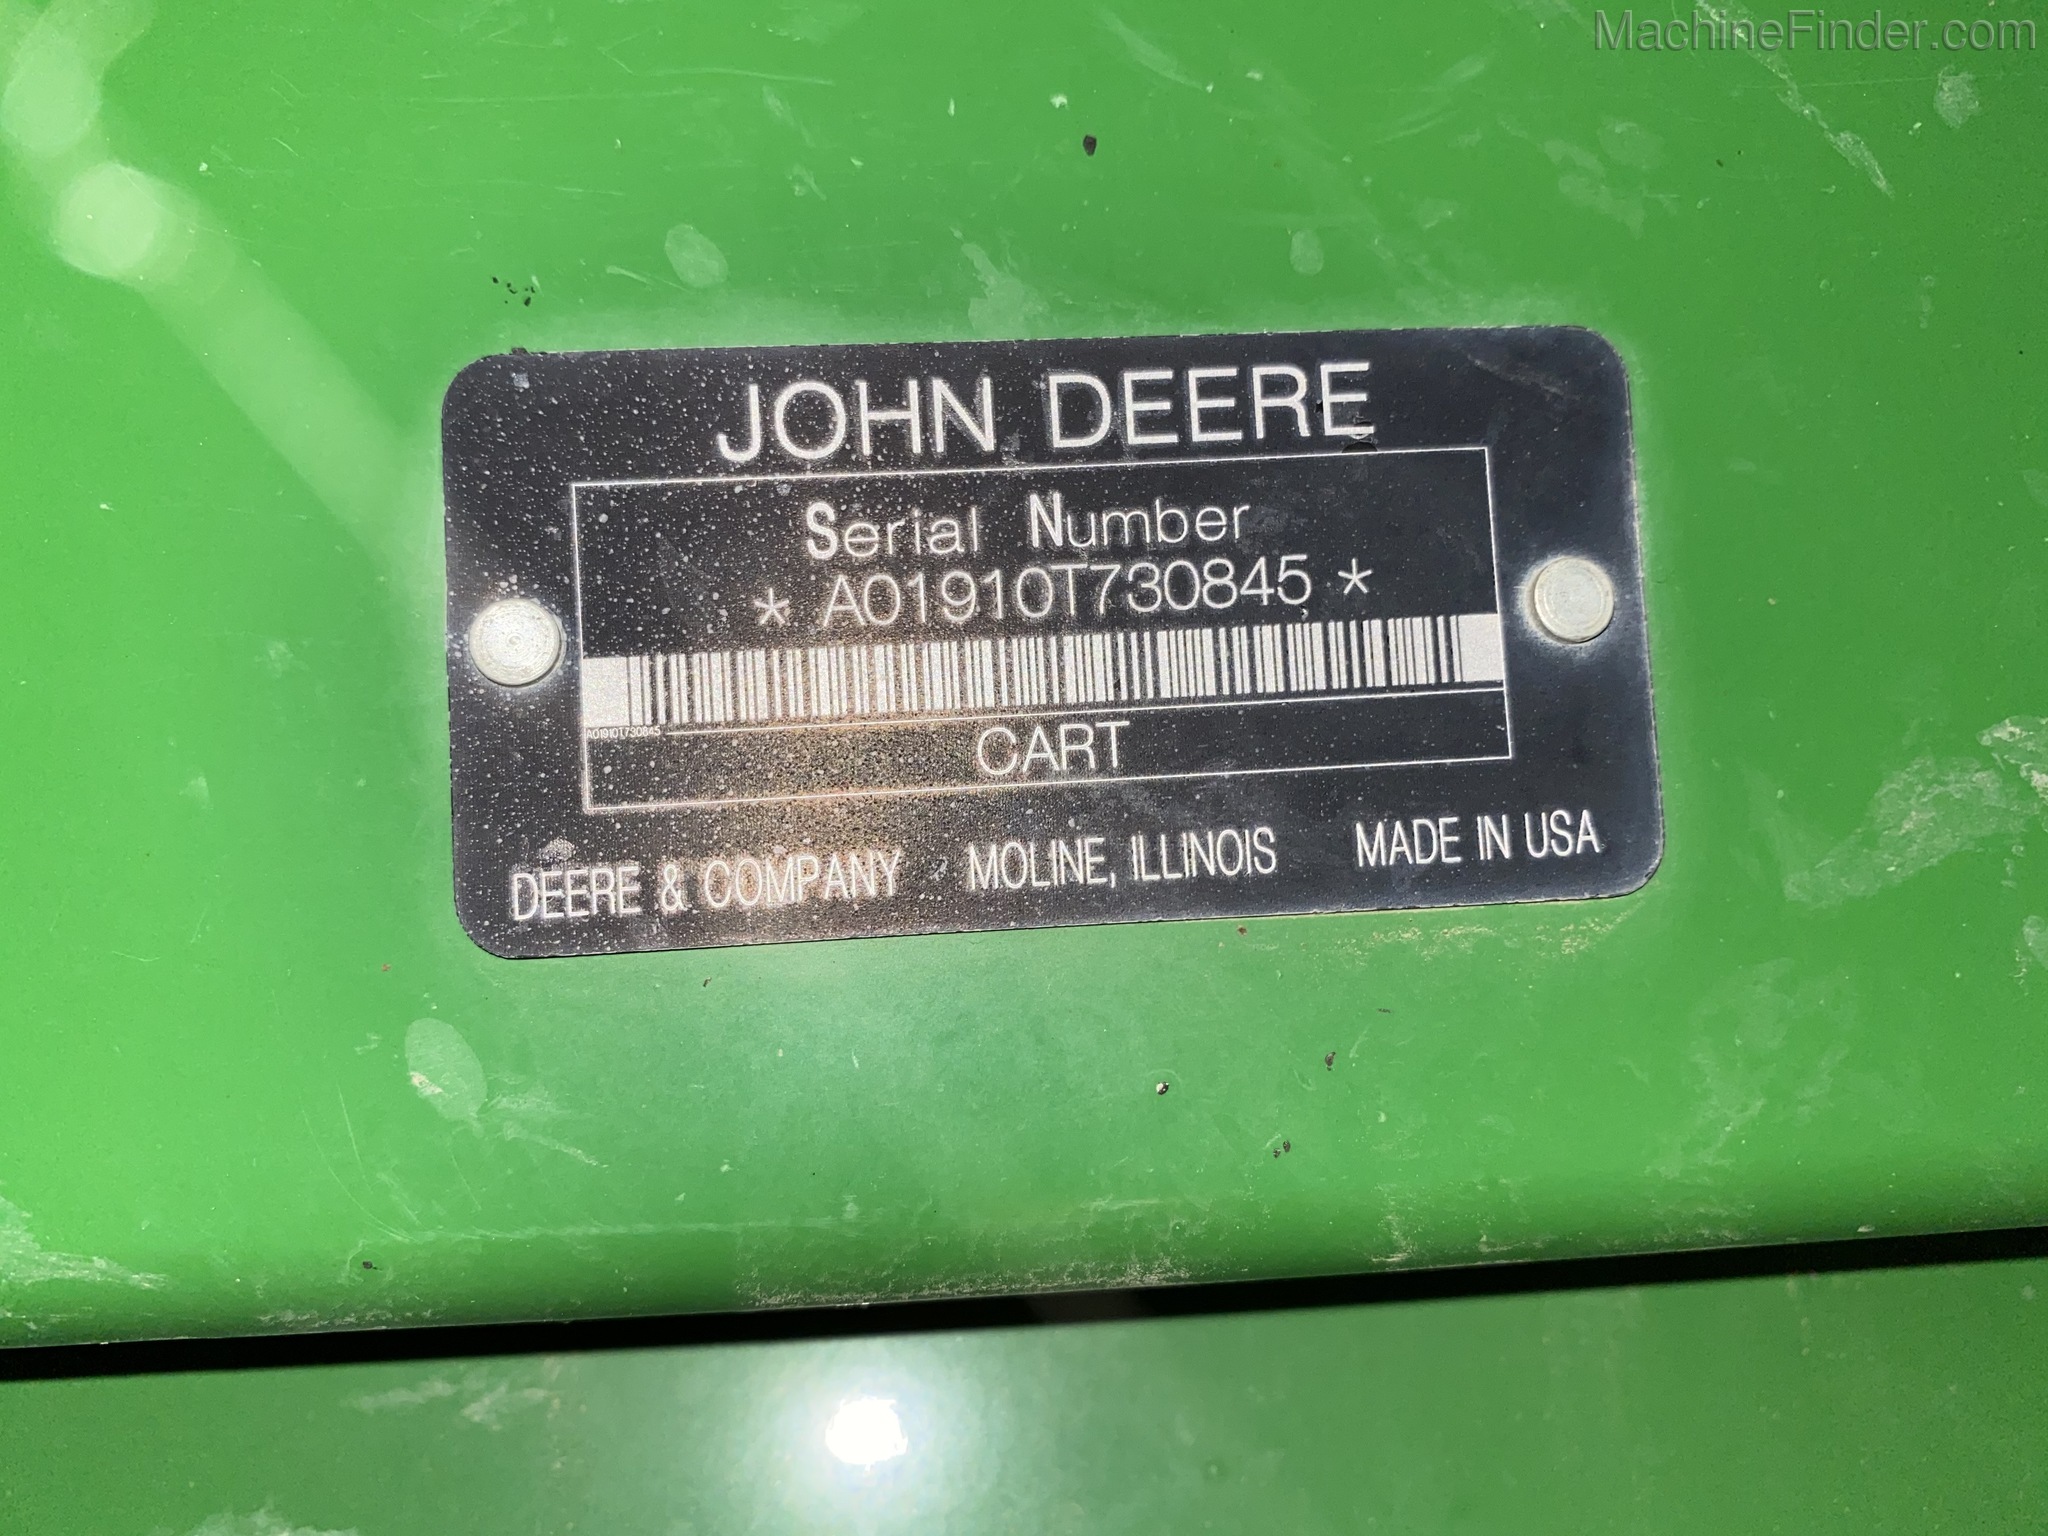 MachineFinder.com
JOHN DEERE
Serial Number
* A01910T730845 *
A01910T730845
CART
DEERE & COMPANY MOLINE, ILLINOIS MADE IN USA